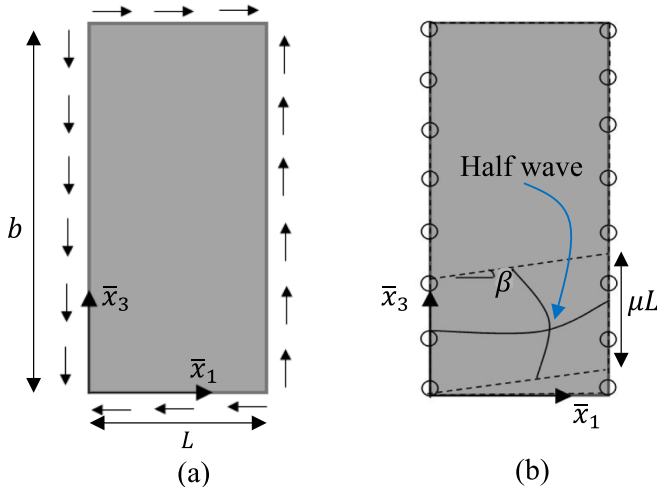 b
x̄₃
x̄₁
L
(a)
Half wave
β
x̄₃
μL
x̄₁
(b)